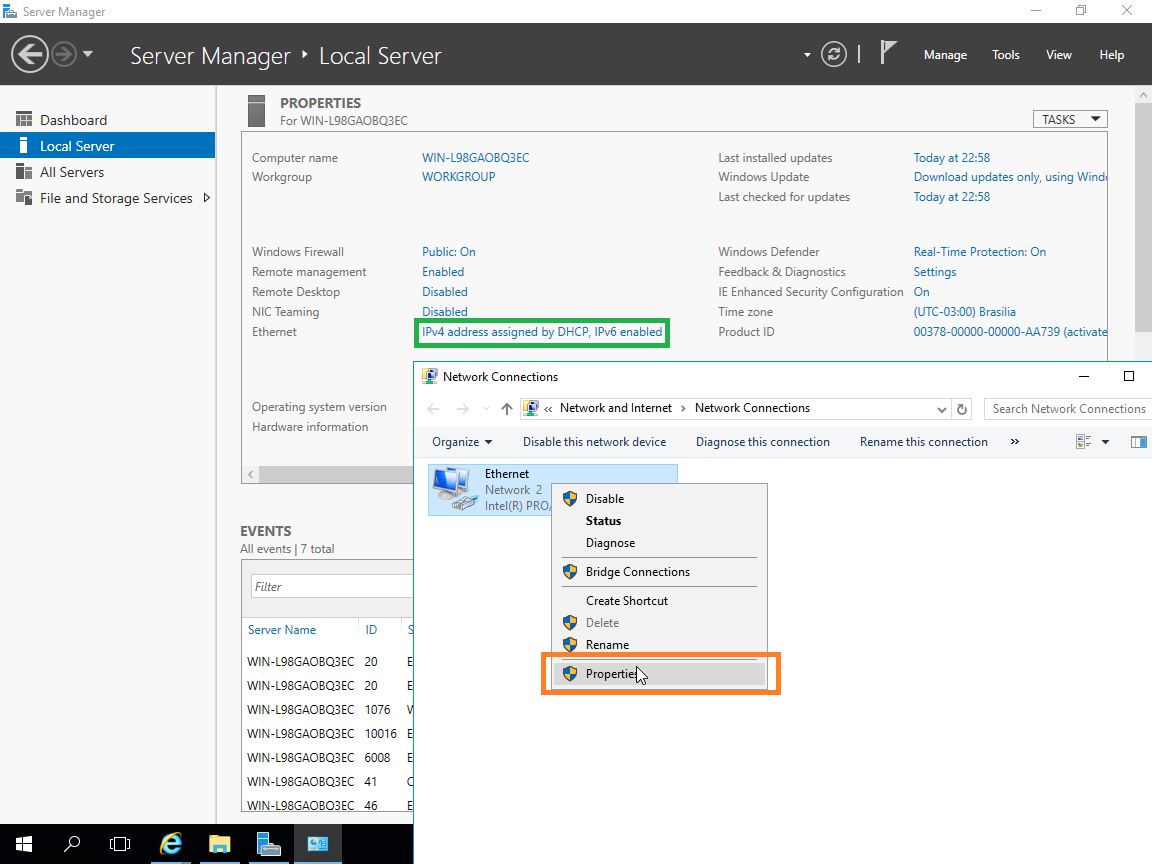 Server Manager
Server Manager ‣ Local Server
Manage Tools View Help
Dashboard
Local Server
All Servers
File and Storage Services
PROPERTIES
For WIN-L98GAOBQ3EC
TASKS
Computer name WIN-L98GAOBQ3EC Last installed updates Today at 22:58
Workgroup WORKGROUP Windows Update Download updates only, using Windo
Last checked for updates Today at 22:58
Windows Firewall Public: On Windows Defender Real-Time Protection: On
Remote management Enabled Feedback & Diagnostics Settings
Remote Desktop Disabled IE Enhanced Security Configuration On
NIC Teaming Disabled Time zone (UTC-03:00) Brasilia
Ethernet IPv4 address assigned by DHCP, IPv6 enabled Product ID 00378-00000-00000-AA739 (activate
Operating system version
Hardware information
EVENTS
All events | 7 total
Filter
Server Name ID S
WIN-L98GAOBQ3EC 20 E
WIN-L98GAOBQ3EC 20 E
WIN-L98GAOBQ3EC 1076 W
WIN-L98GAOBQ3EC 10016 E
WIN-L98GAOBQ3EC 6008 E
WIN-L98GAOBQ3EC 41 C
WIN-L98GAOBQ3EC 46 E
Network Connections
« Network and Internet > Network Connections
Search Network Connections
Organize Disable this network device Diagnose this connection Rename this connection »
Ethernet
Network 2
Intel(R) PRO/
Disable
Status
Diagnose
Bridge Connections
Create Shortcut
Delete
Rename
Properties